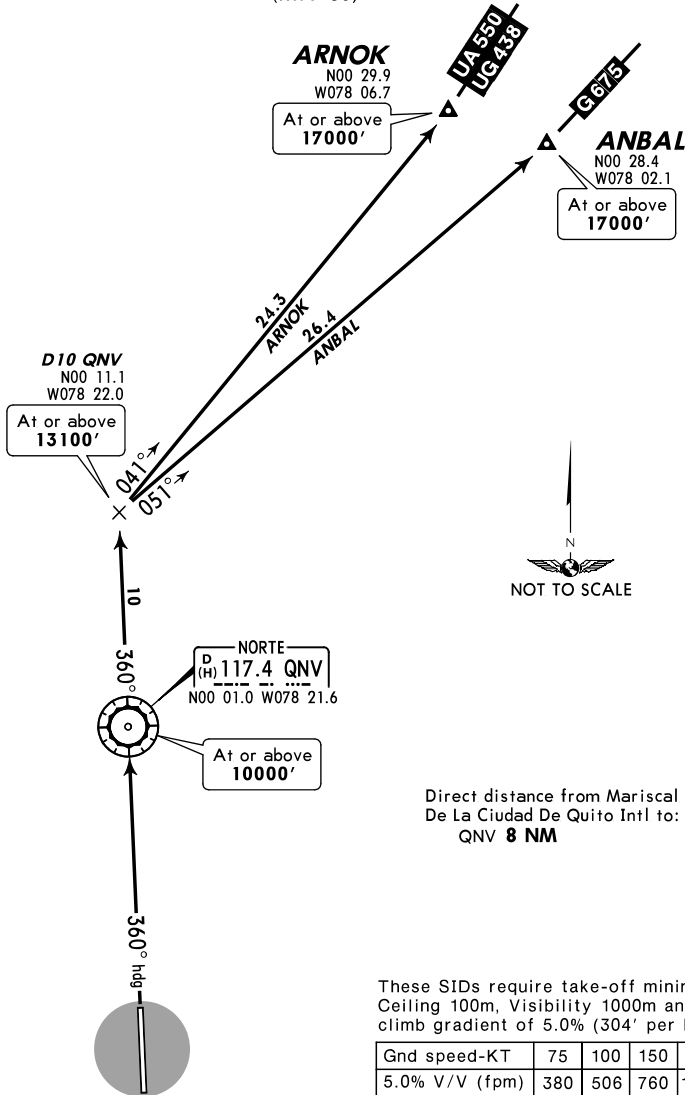 UA 550
UG 438
G 675
ARNOK
N00 29.9
W078 06.7
At or above
17000'
ANBAL
N00 28.4
W078 02.1
At or above
17000'
24.3
ARNOK
26.4
ANBAL
D10 QNV
N00 11.1
W078 22.0
At or above
13100'
041°
051°
N
NOT TO SCALE
10
360°
NORTE
D
(H) 117.4 QNV
N00 01.0 W078 21.6
At or above
10000'
Direct distance from Mariscal
De La Ciudad De Quito Intl to:
QNV 8 NM
360° hdg
These SIDs require take-off
Ceiling 100m, Visibility 1000m
climb gradient of 5.0% (304' per
Gnd speed-KT 75 100 150
5.0% V/V (fpm) 380 506 760